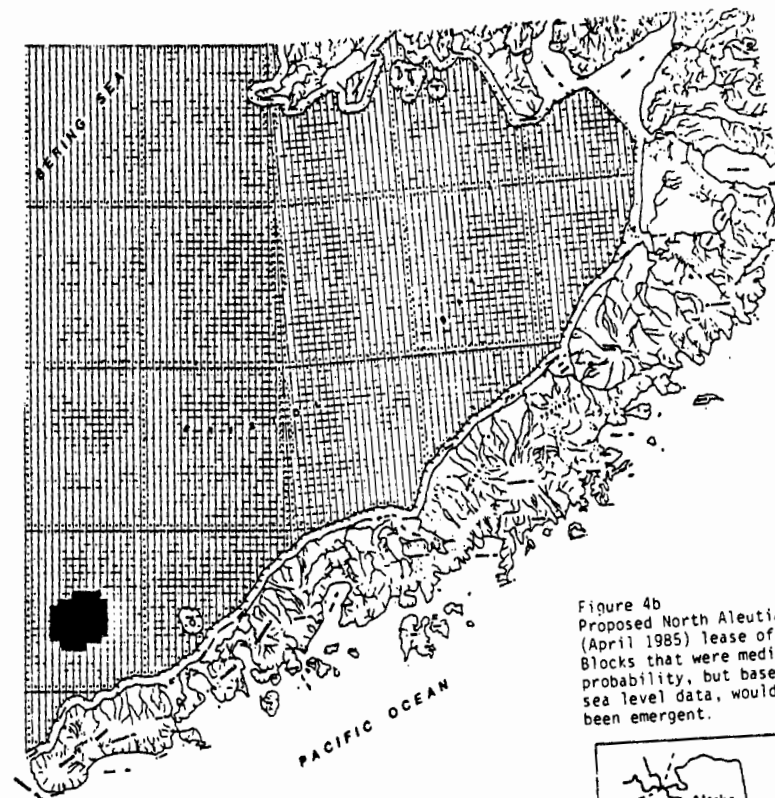 BERING SEA
PACIFIC OCEAN
Figure 4b
Proposed North Aleutia
(April 1985) lease of
Blocks that were medi
probability, but base
sea level data, would
been emergent.
Alaska